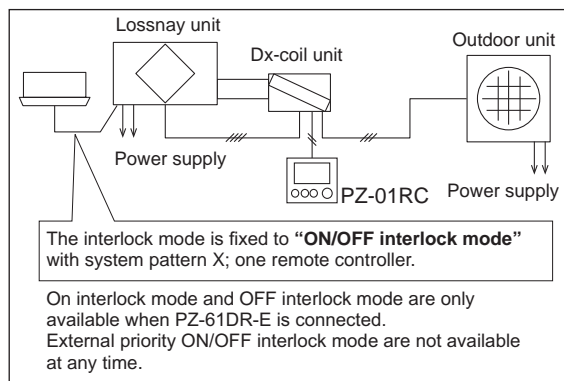 Lossnay unit
Dx-coil unit
Outdoor unit
Power supply
PZ-01RC
Power supply
The interlock mode is fixed to “ON/OFF interlock mode”
with system pattern X; one remote controller.
On interlock mode and OFF interlock mode are only
available when PZ-61DR-E is connected.
External priority ON/OFF interlock mode are not available
at any time.